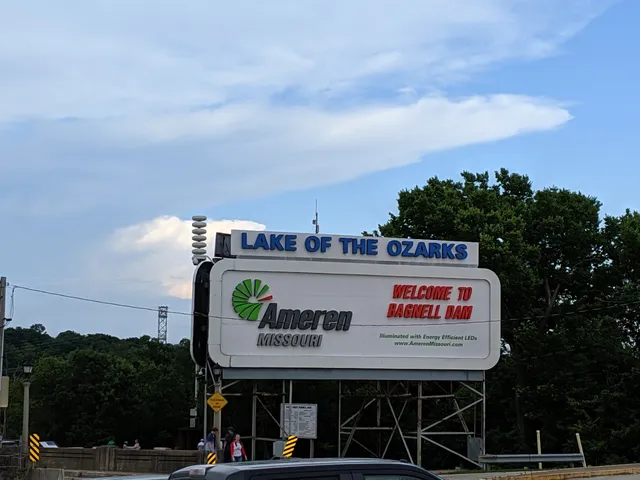 LAKE OF THE OZARKS
Ameren
MISSOURI
WELCOME TO
BAGNELL DAM
Illuminated with Energy Efficient LEDs
www.AmerenMissouri.com